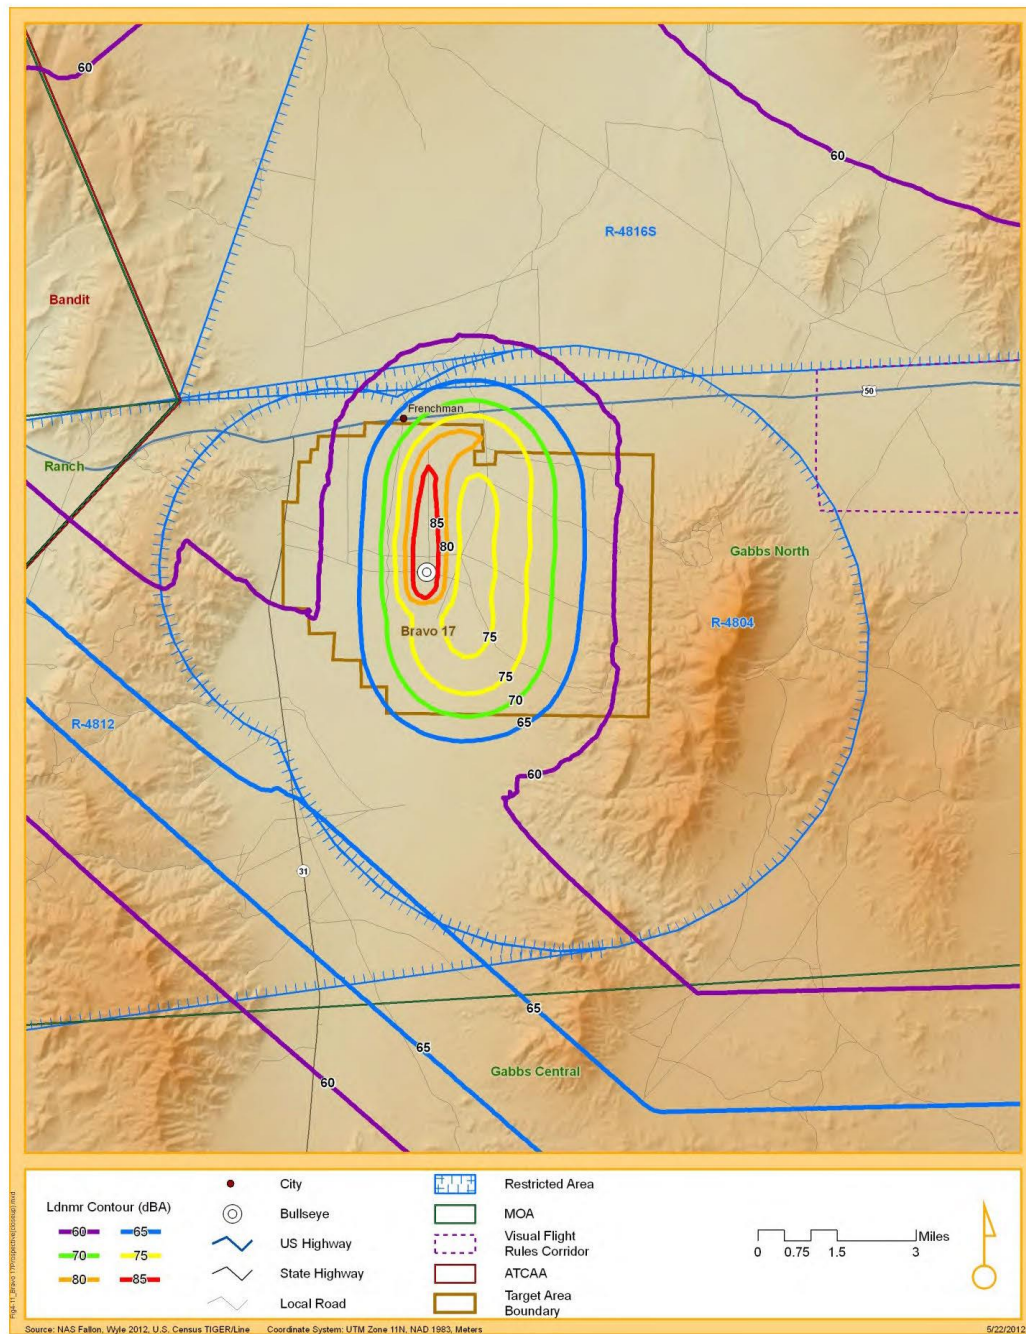 60
60
R-4816S
Bandit
50
Frenchman
Ranch
85
80
Gabbs North
R-4804
Bravo 17
75
75
70
65
R-4812
60
31
65
65
Gabbs Central
60
Ldnmr Contour (dBA)
60
65
70
75
80
85
City
Bullseye
US Highway
State Highway
Local Road
Restricted Area
MOA
Visual Flight
Rules Corridor
ATCAA
Target Area
Boundary
Miles
0 0.75 1.5 3
Source: NAS Fallon, Wyle 2012, U.S. Census TIGER/Line Coordinate System: UTM Zone 11N, NAD 1983, Meters
5/22/2012